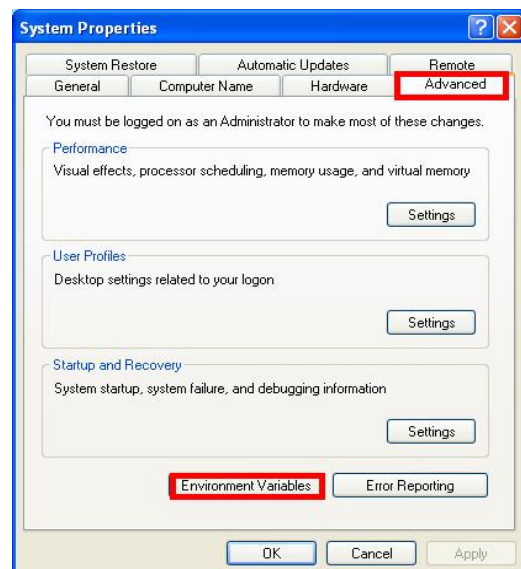 System Properties
System Restore Automatic Updates Remote
General Computer Name Hardware Advanced
You must be logged on as an Administrator to make most of these changes.
Performance
Visual effects, processor scheduling, memory usage, and virtual memory
Settings
User Profiles
Desktop settings related to your logon
Settings
Startup and Recovery
System startup, system failure, and debugging information
Settings
Environment Variables Error Reporting
OK Cancel Apply